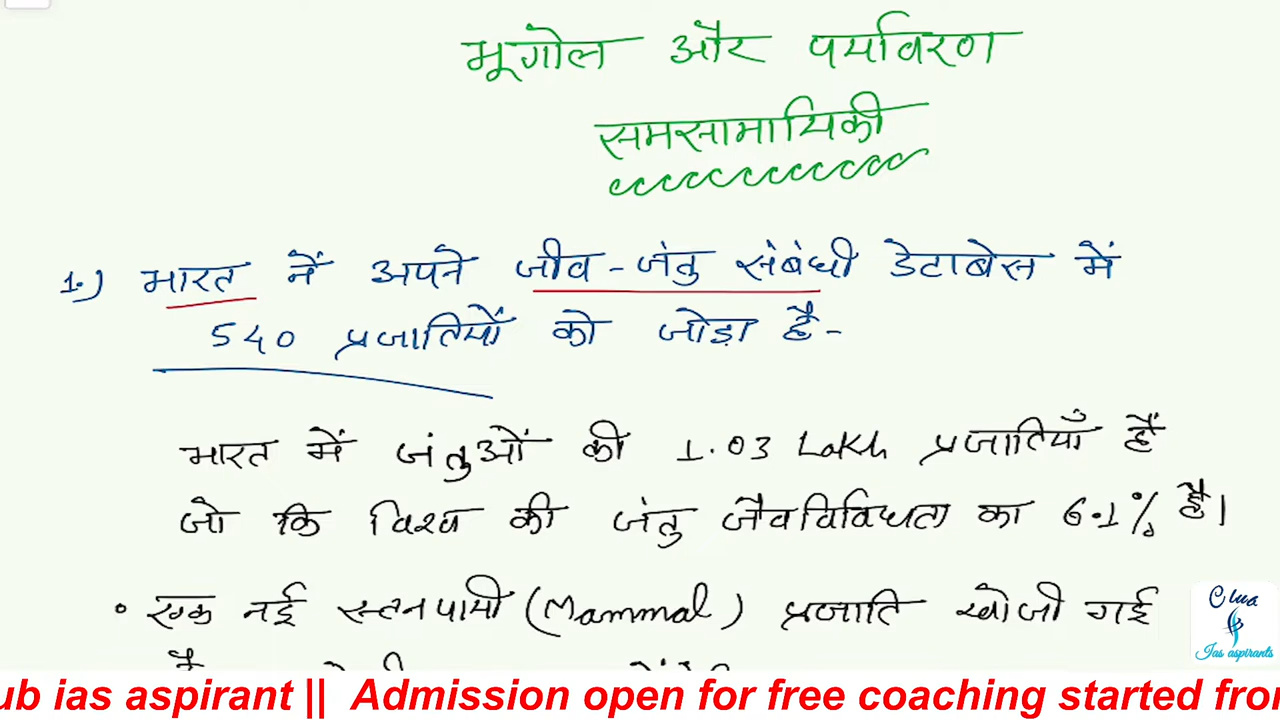 भूगोल और पर्यावरण
समसामायिकी
1.) भारत नें अपने जीव-जंतु संबंधी डेटाबेस में
540 प्रजातियों को जोड़ा है-
भारत में जंतुओं की 1.03 Lakh प्रजातियाँ हैं
जो कि विश्व की जंतु जैवविविधता का 6.1% है।
• एक नई स्तनपायी (Mammal) प्रजाति खोजी गई
है
Clua
Ias aspirants
ub ias aspirant || Admission open for free coaching started from